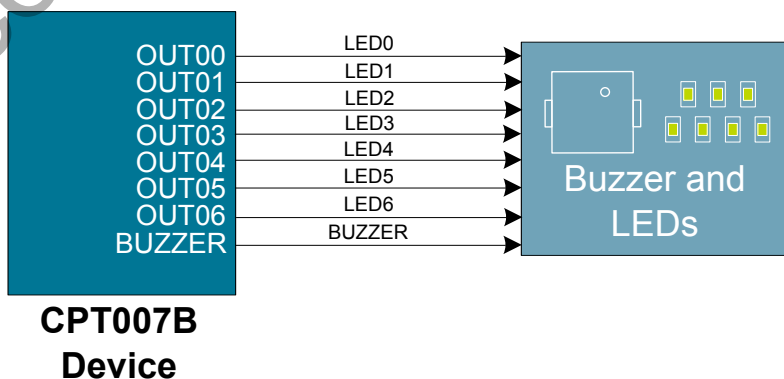 OUT00
OUT01
OUT02
OUT03
OUT04
OUT05
OUT06
BUZZER
LED0
LED1
LED2
LED3
LED4
LED5
LED6
BUZZER
Buzzer and
LEDs
CPT007B
Device